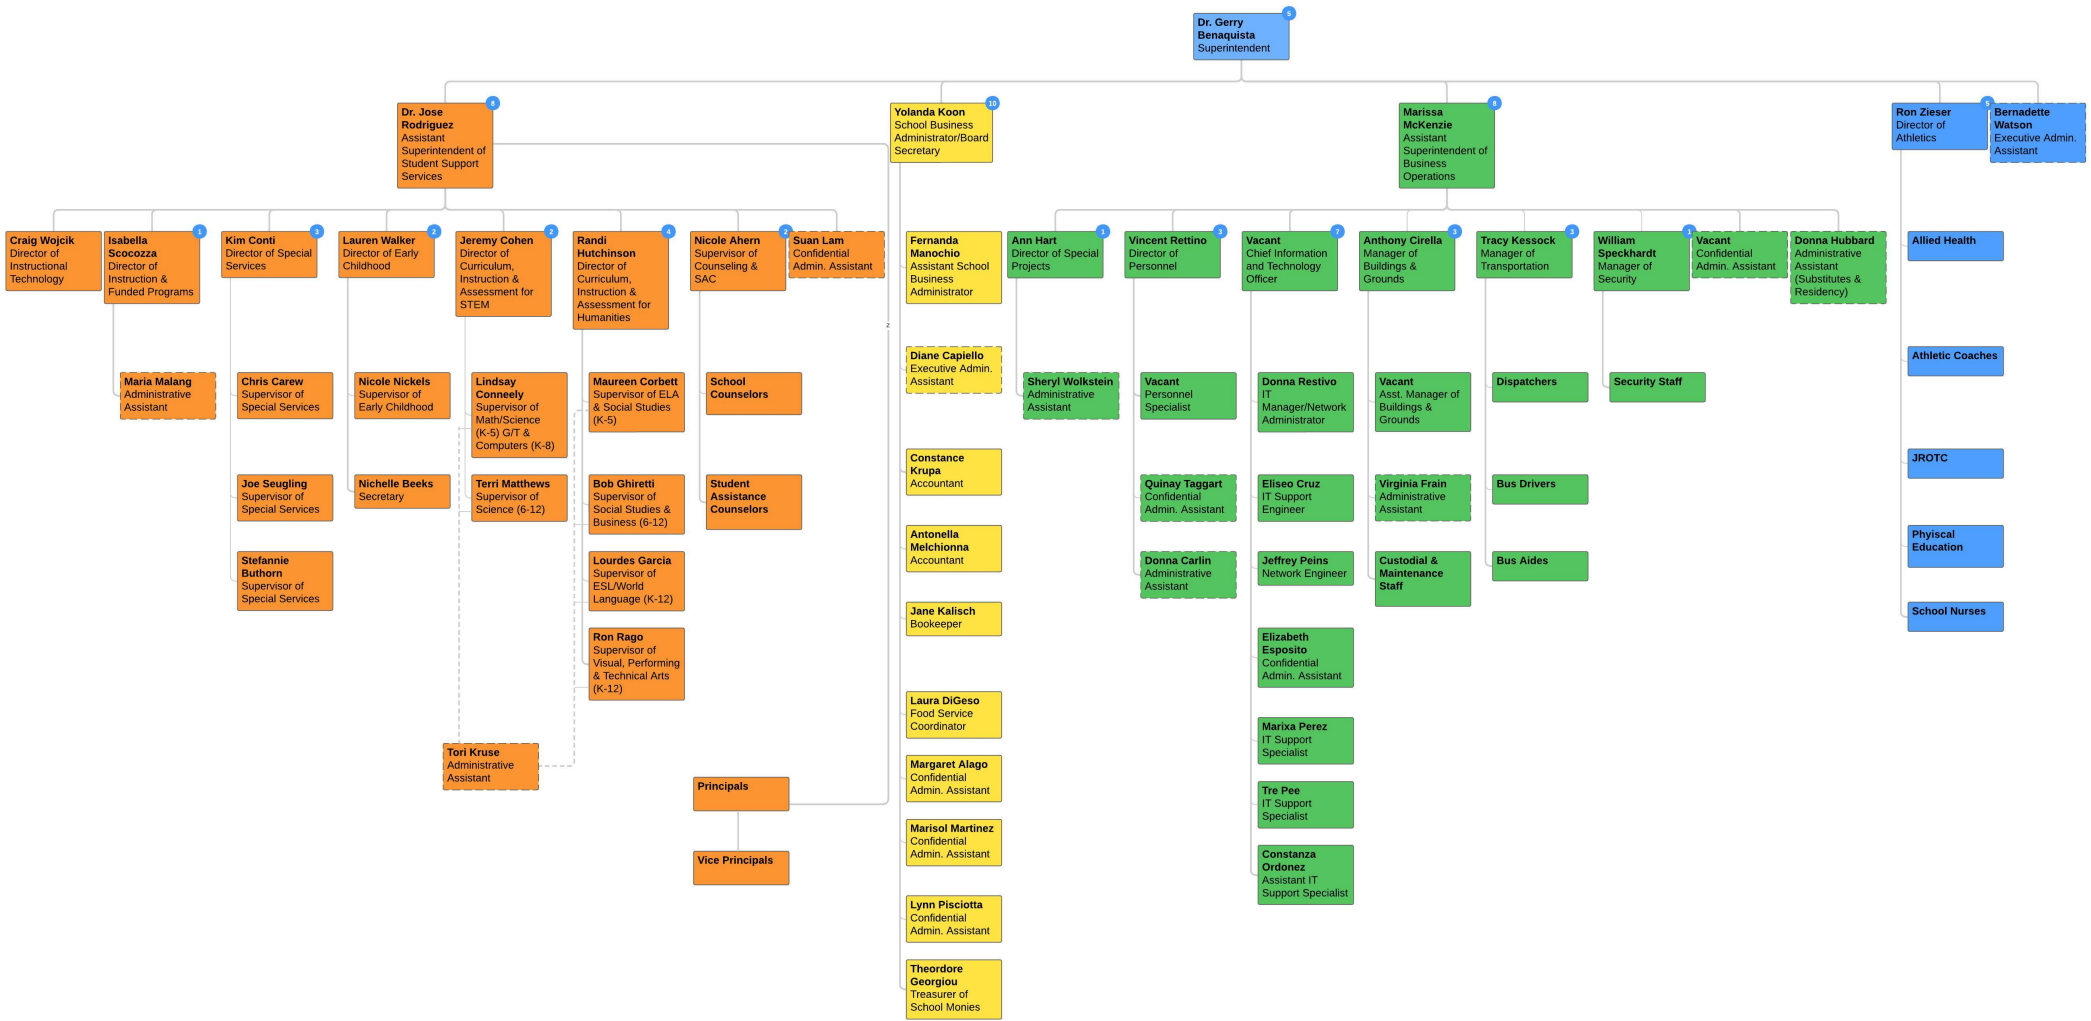 5
Dr. Gerry
Benaquista
Superintendent
8
Dr. Jose
Rodriguez
Assistant
Superintendent of
Student Support
Services
10
Yolanda Koon
School Business
Administrator/Board
Secretary
8
Marissa
McKenzie
Assistant
Superintendent of
Business
Operations
5
Ron Zieser
Director of
Athletics
Bernadette
Watson
Executive Admin.
Assistant
Craig Wojcik
Director of
Instructional
Technology
1
Isabella
Scocozza
Director of
Instruction &
Funded Programs
3
Kim Conti
Director of Special
Services
2
Lauren Walker
Director of Early
Childhood
2
Jeremy Cohen
Director of
Curriculum,
Instruction &
Assessment for
STEM
4
Randi
Hutchinson
Director of
Curriculum,
Instruction &
Assessment for
Humanities
2
Nicole Ahern
Supervisor of
Counseling &
SAC
Suan Lam
Confidential
Admin. Assistant
Fernanda
Manochio
Assistant School
Business
Administrator
1
Ann Hart
Director of Special
Projects
3
Vincent Rettino
Director of
Personnel
7
Vacant
Chief Information
and Technology
Officer
3
Anthony Cirella
Manager of
Buildings &
Grounds
3
Tracy Kessock
Manager of
Transportation
1
William
Speckhardt
Manager of
Security
Vacant
Confidential
Admin. Assistant
Donna Hubbard
Administrative
Assistant
(Substitutes &
Residency)
Allied Health
z
Maria Malang
Administrative
Assistant
Chris Carew
Supervisor of
Special Services
Nicole Nickels
Supervisor of
Early Childhood
Lindsay
Conneely
Supervisor of
Math/Science
(K-5) G/T &
Computers (K-8)
Maureen Corbett
Supervisor of ELA
& Social Studies
(K-5)
School
Counselors
Diane Capiello
Executive Admin.
Assistant
Sheryl Wolkstein
Administrative
Assistant
Vacant
Personnel
Specialist
Donna Restivo
IT
Manager/Network
Administrator
Vacant
Asst. Manager of
Buildings &
Grounds
Dispatchers
Security Staff
Athletic Coaches
Joe Seugling
Supervisor of
Special Services
Nichelle Beeks
Secretary
Terri Matthews
Supervisor of
Science (6-12)
Bob Ghiretti
Supervisor of
Social Studies &
Business (6-12)
Student
Assistance
Counselors
Constance
Krupa
Accountant
Quinay Taggart
Confidential
Admin. Assistant
Eliseo Cruz
IT Support
Engineer
Virginia Frain
Administrative
Assistant
Bus Drivers
JROTC
Stefannie
Buthorn
Supervisor of
Special Services
Lourdes Garcia
Supervisor of
ESL/World
Language (K-12)
Antonella
Melchionna
Accountant
Donna Carlin
Administrative
Assistant
Jeffrey Peins
Network Engineer
Custodial &
Maintenance
Staff
Bus Aides
Phyiscal
Education
Ron Rago
Supervisor of
Visual, Performing
& Technical Arts
(K-12)
Jane Kalisch
Bookeeper
Elizabeth
Esposito
Confidential
Admin. Assistant
School Nurses
Tori Kruse
Administrative
Assistant
Laura DiGeso
Food Service
Coordinator
Marixa Perez
IT Support
Specialist
Principals
Margaret Alago
Confidential
Admin. Assistant
Tre Pee
IT Support
Specialist
Vice Principals
Marisol Martinez
Confidential
Admin. Assistant
Constanza
Ordonez
Assistant IT
Support Specialist
Lynn Pisciotta
Confidential
Admin. Assistant
Theordore
Georgiou
Treasurer of
School Monies